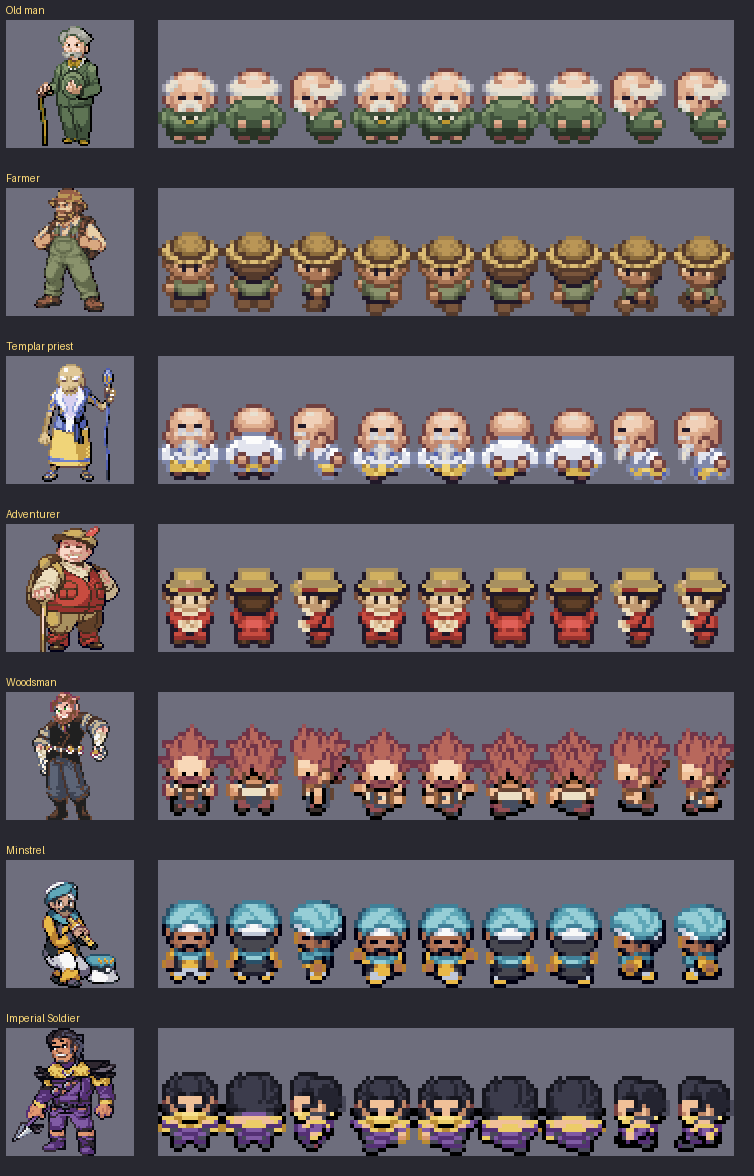 Old man
Farmer
Templar priest
Adventurer
Woodsman
Minstrel
Imperial Soldier